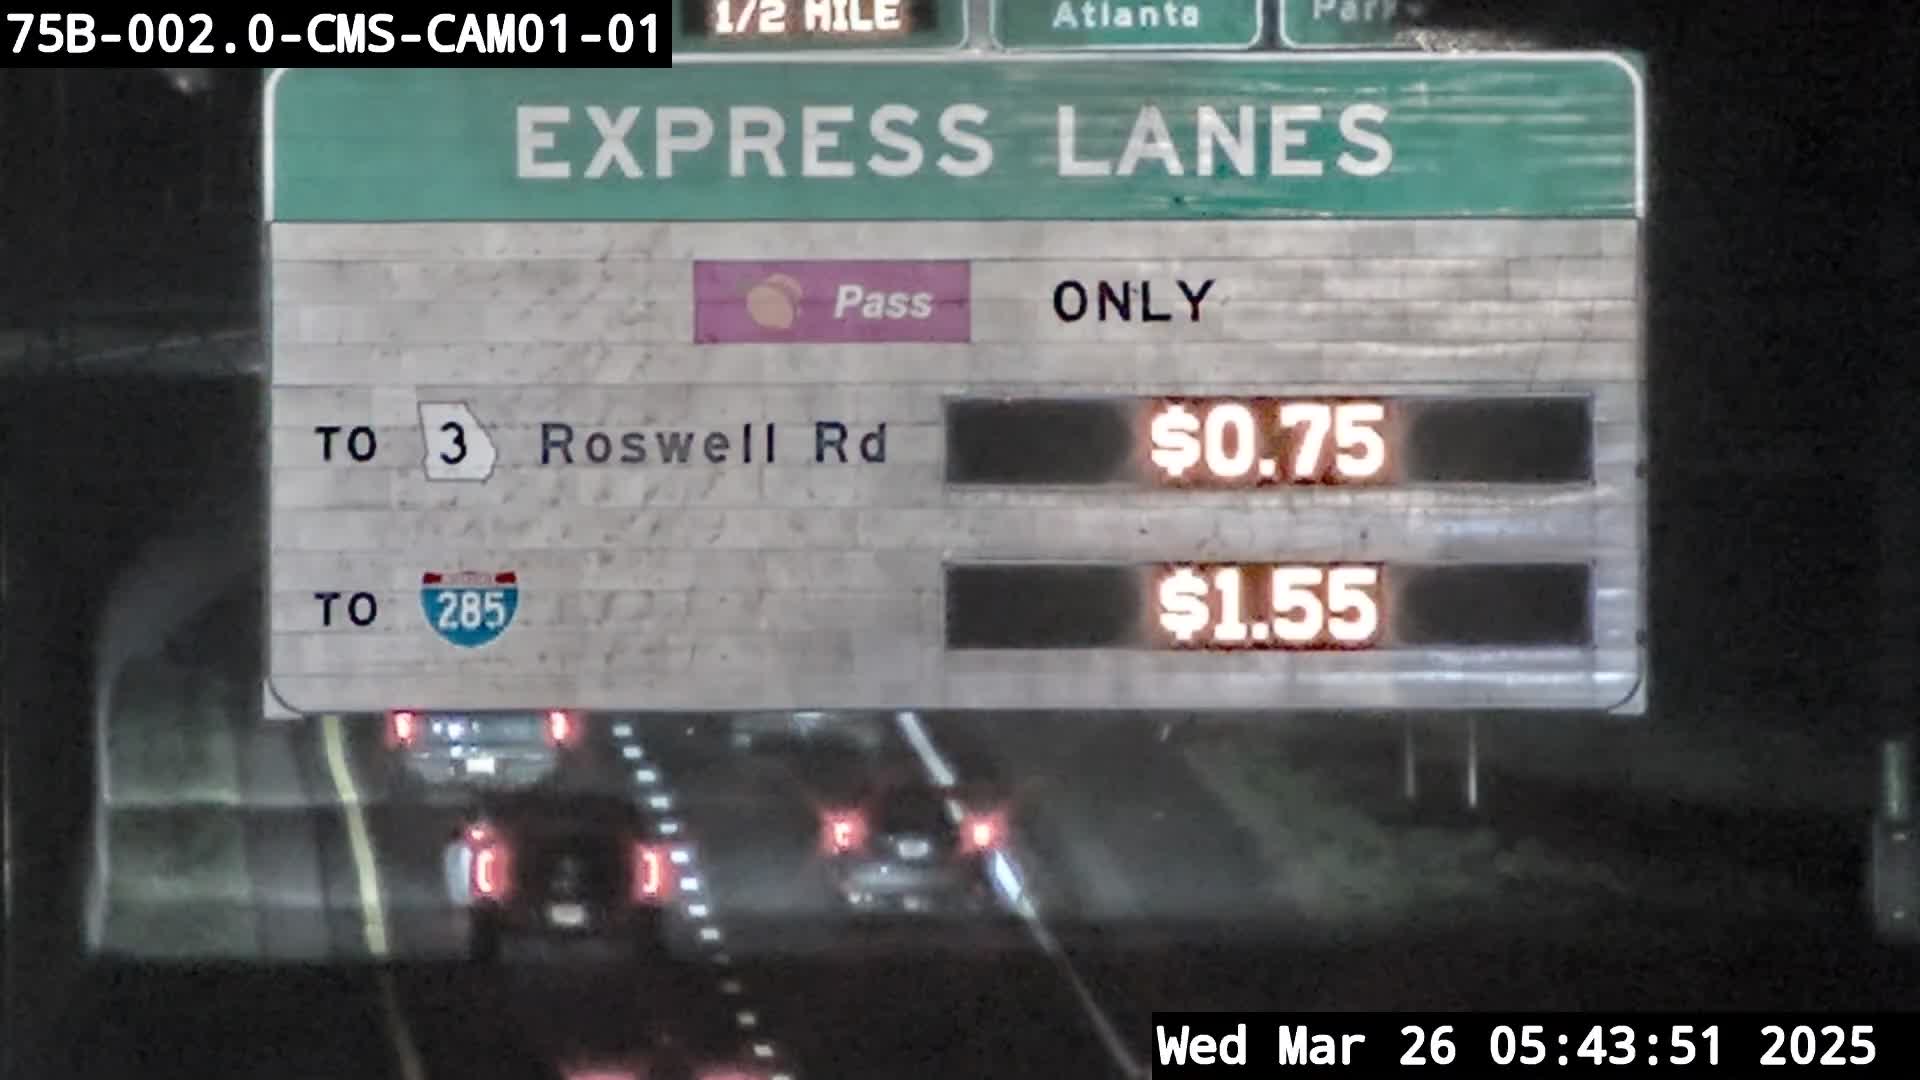 75B-002.0-CMS-CAM01-01
1/2 MILE
Atlanta
EXPRESS LANES
Pass ONLY
TO 3 Roswell Rd $0.75
TO 285 $1.55
Wed Mar 26 05:43:51 2025